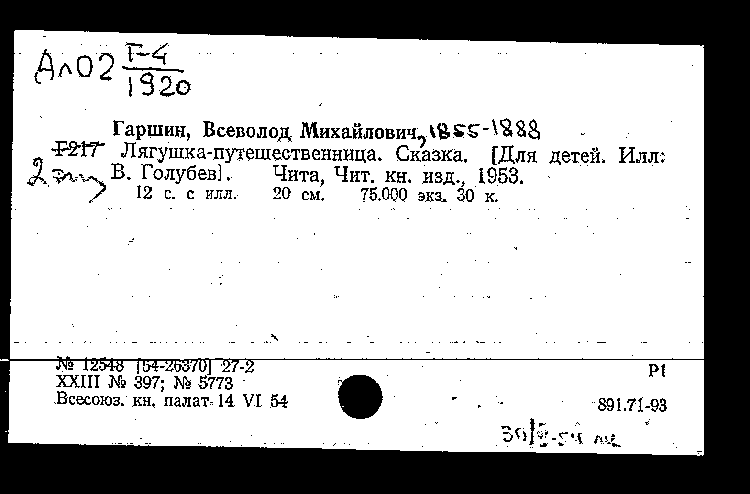 Ал02 Г-4
1920
Гаршин, Всеволод Михайлович, 1855-1888
Г217 Лягушка-путешественница. Сказка. [Для детей. Илл:
2 В. Голубев]. Чита, Чит. кн. изд., 1953.
12 с. с илл. 20 см. 75.000 экз. 30 к.
№ 12548 [54-26370] 27-2 Р1
XXIII № 397; № 5773
Всесоюз. кн. палат 14 VI 54 891.71-93